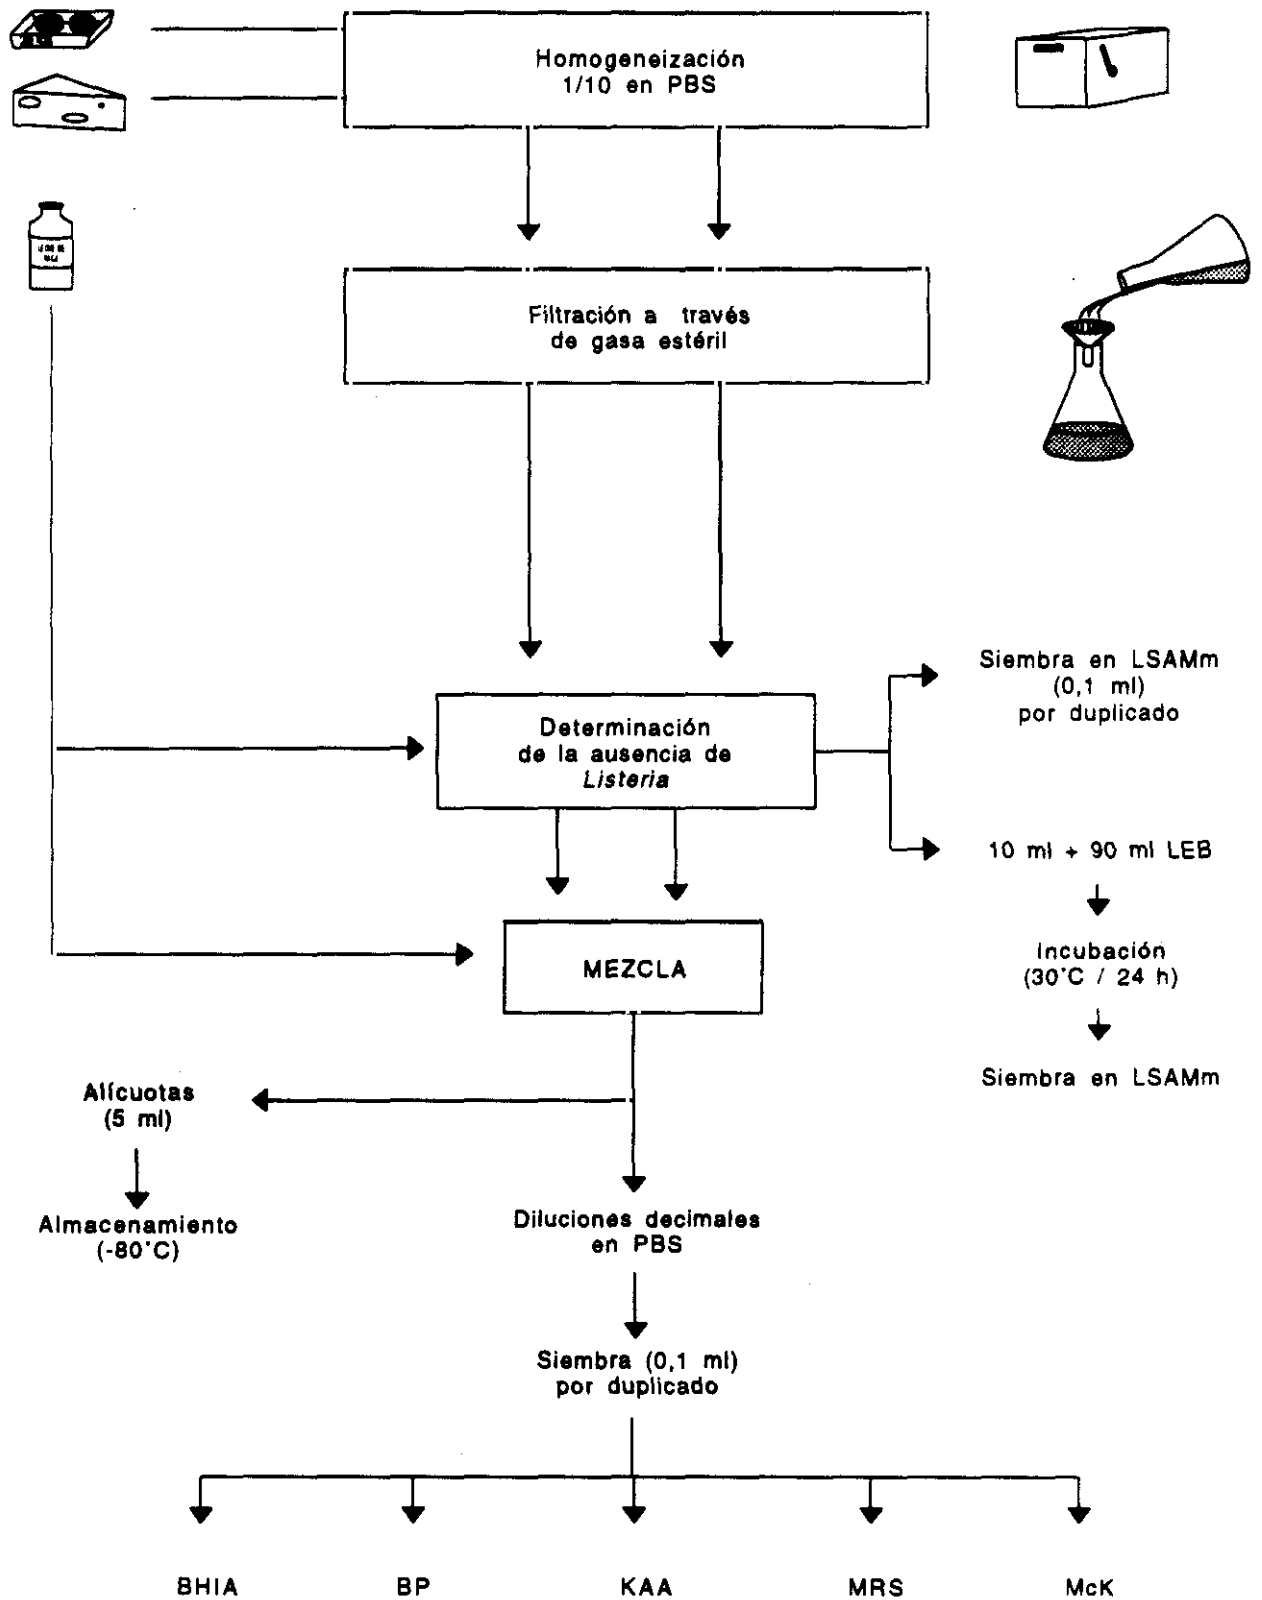 Homogeneización
1/10 en PBS
Filtración a través
de gasa estéril
Siembra en LSAMm
(0,1 ml)
por duplicado
Determinación
de la ausencia de
Listeria
10 ml + 90 ml LEB
Incubación
(30°C / 24 h)
Siembra en LSAMm
MEZCLA
Alícuotas
(5 ml)
Almacenamiento
(-80°C)
Diluciones decimales
en PBS
Siembra (0,1 ml)
por duplicado
BHIA BP KAA MRS McK